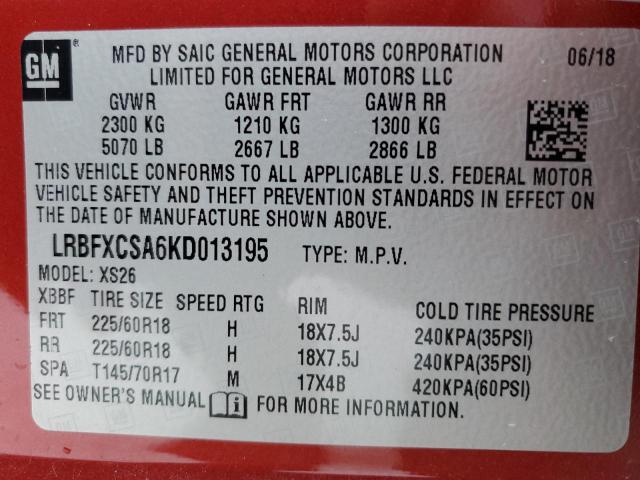 GM ®
MFD BY SAIC GENERAL MOTORS CORPORATION 06/18
LIMITED FOR GENERAL MOTORS LLC
GVWR GAWR FRT GAWR RR
2300 KG 1210 KG 1300 KG
5070 LB 2667 LB 2866 LB
THIS VEHICLE CONFORMS TO ALL APPLICABLE U.S. FEDERAL MOTOR
VEHICLE SAFETY AND THEFT PREVENTION STANDARDS IN EFFECT ON
THE DATE OF MANUFACTURE SHOWN ABOVE.
LRBFXCSA6KD013195 TYPE: M.P.V.
MODEL: XS26
XBBF TIRE SIZE SPEED RTG RIM COLD TIRE PRESSURE
FRT 225/60R18 H 18X7.5J 240KPA(35PSI)
RR 225/60R18 H 18X7.5J 240KPA(35PSI)
SPA T145/70R17 M 17X4B 420KPA(60PSI)
SEE OWNER'S MANUAL i FOR MORE INFORMATION.